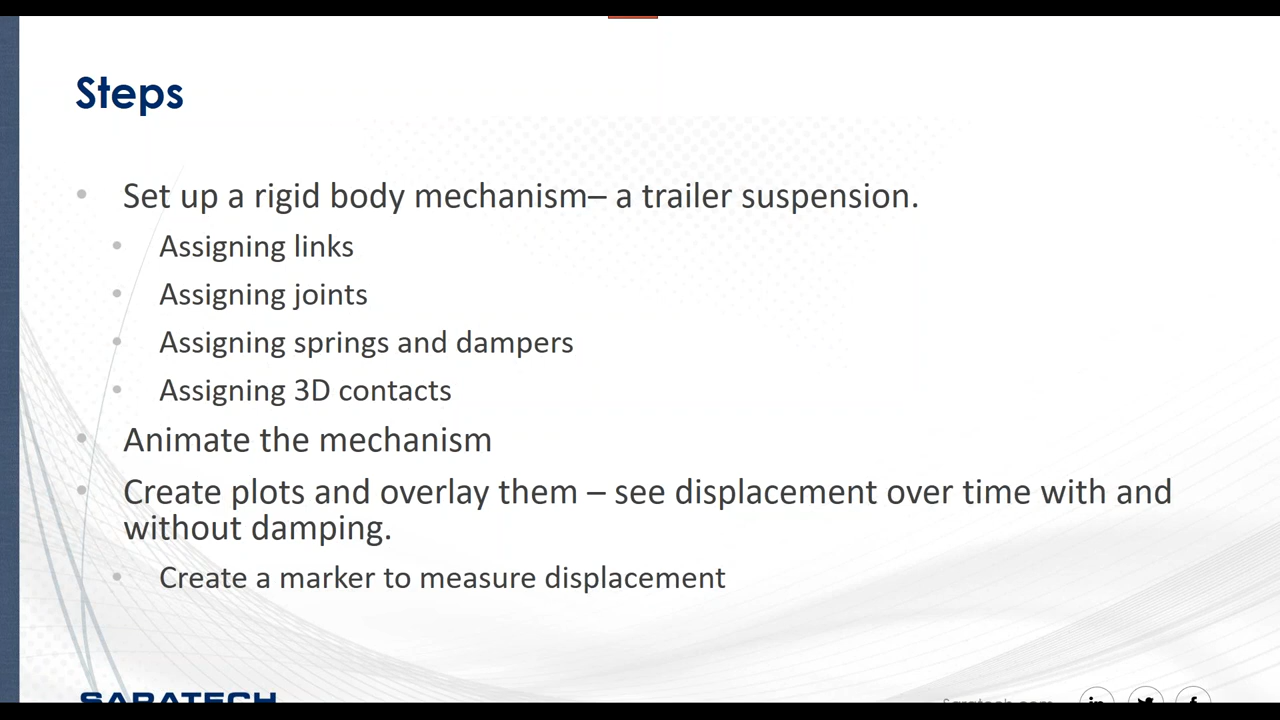 Steps
• Set up a rigid body mechanism– a trailer suspension.
• Assigning links
• Assigning joints
• Assigning springs and dampers
• Assigning 3D contacts
• Animate the mechanism
• Create plots and overlay them – see displacement over time with and
without damping.
• Create a marker to measure displacement
SARATECH
Saratech.com